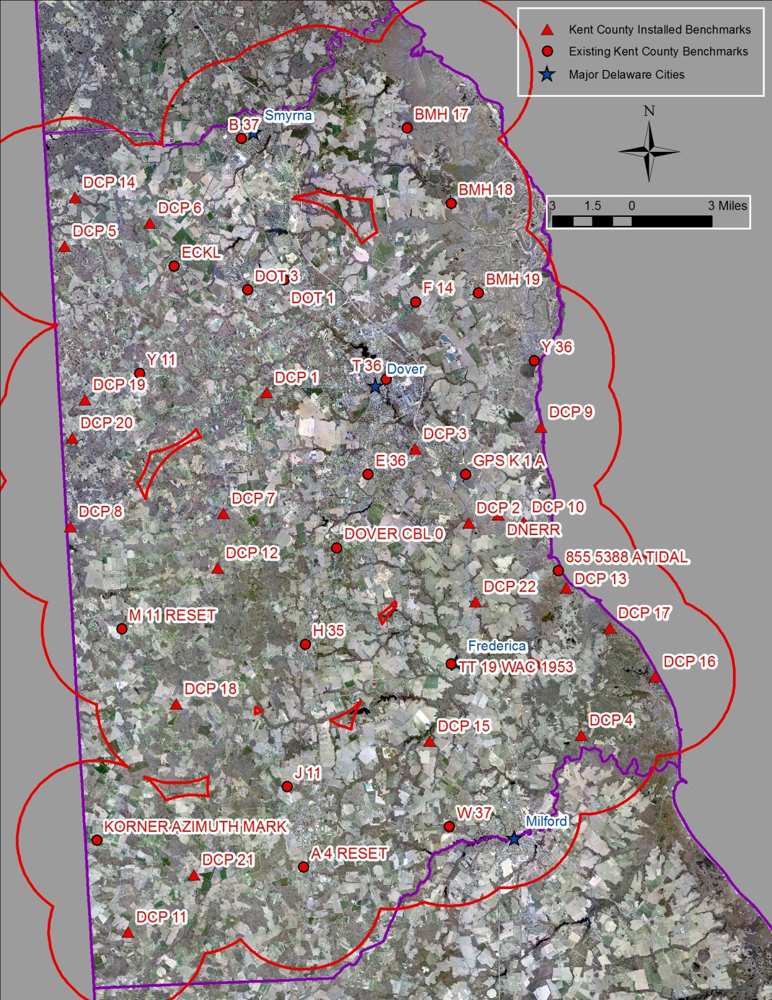 Kent County Installed Benchmarks
Existing Kent County Benchmarks
Major Delaware Cities
N
3 1.5 0 3 Miles
Smyrna
B 37
BMH 17
DCP 14
BMH 18
DCP 6
DCP 5
ECKL
DOT 3
DOT 1
F 14
BMH 19
Y 36
Y 11
T 36
Dover
DCP 19
DCP 1
DCP 9
DCP 20
DCP 3
E 36
GPS K 1 A
DCP 7
DCP 2
DCP 10
DCP 8
DNERR
DOVER CBL 0
DCP 12
855 5388 A TIDAL
DCP 13
DCP 22
M 11 RESET
DCP 17
H 35
Frederica
TT 19 WAC 1953
DCP 16
DCP 18
DCP 15
DCP 4
J 11
W 37
Milford
KORNER AZIMUTH MARK
A 4 RESET
DCP 21
DCP 11